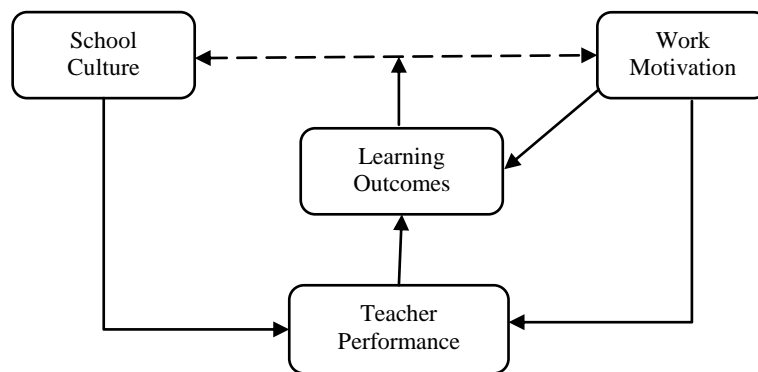 School
Culture
Work
Motivation
Learning
Outcomes
Teacher
Performance